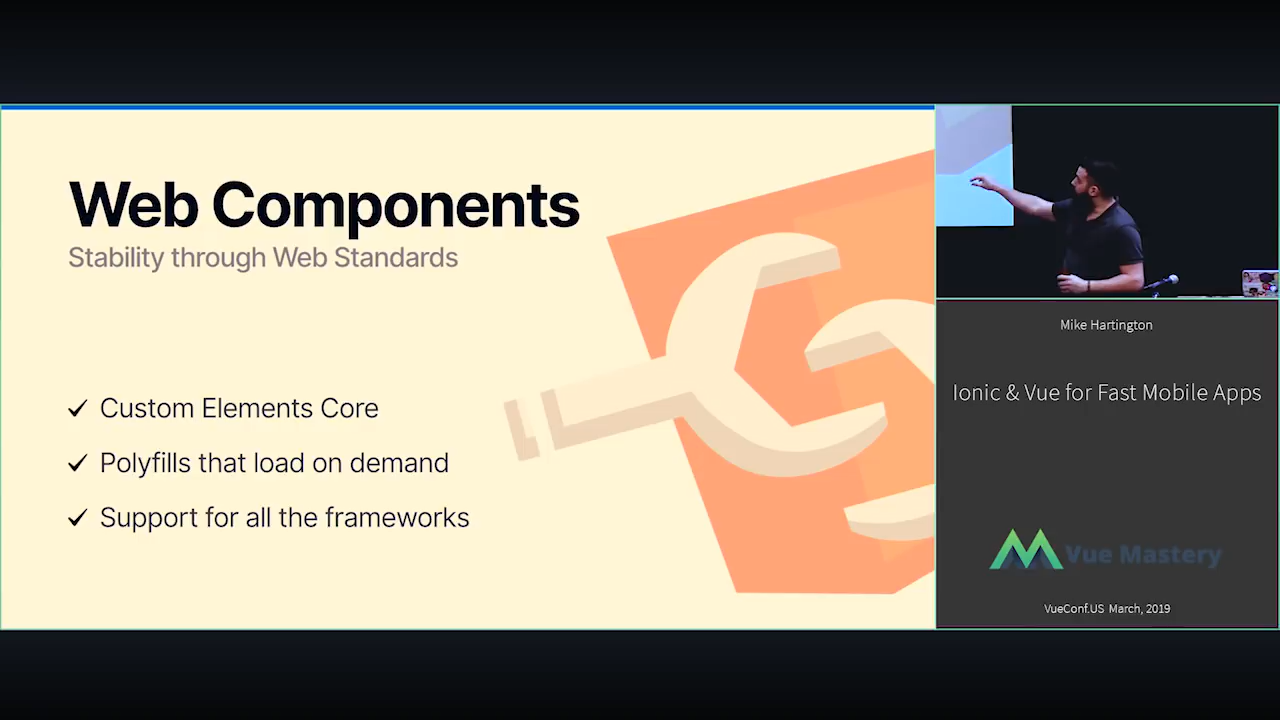 Web Components
Stability through Web Standards
Custom Elements Core
Polyfills that load on demand
Support for all the frameworks
Mike Hartington
Ionic & Vue for Fast Mobile Apps
Vue Mastery
VueConf.US March, 2019